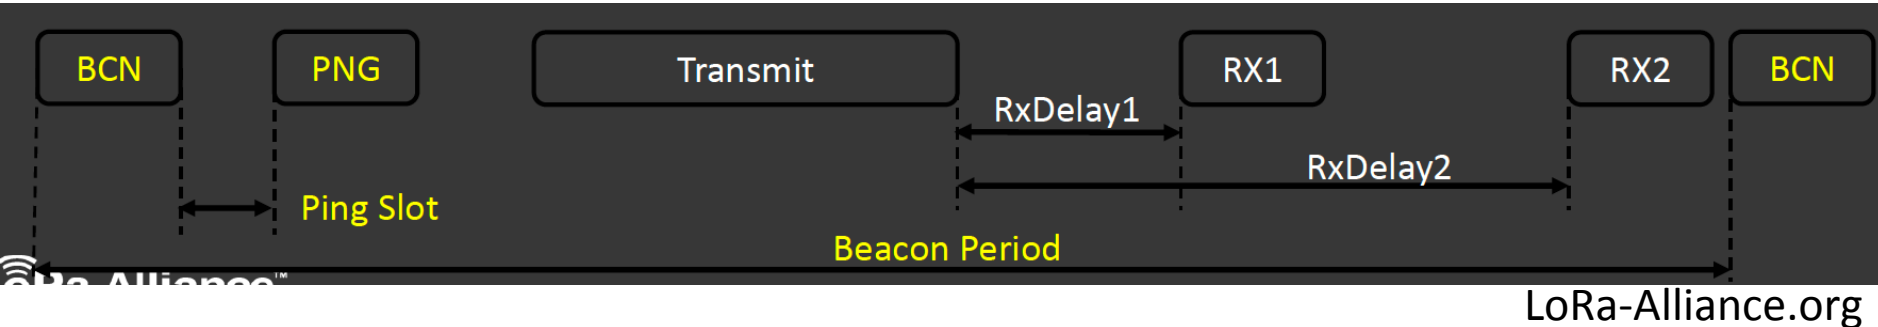 BCN PNG Transmit RX1 RX2 BCN
RxDelay1
RxDelay2
Ping Slot
Beacon Period
LoRa-Alliance.org